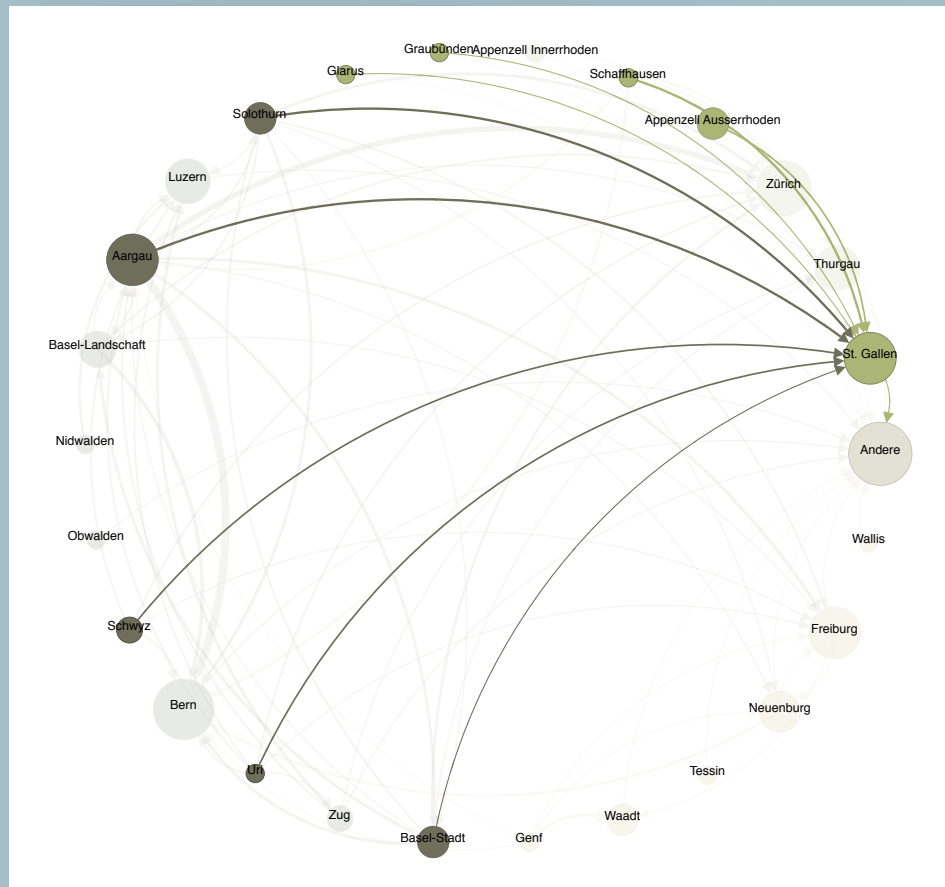 Graubünden
Appenzell Innerrhoden
Glarus
Schaffhausen
Solothurn
Appenzell Ausserrhoden
Luzern
Zürich
Aargau
Thurgau
Basel-Landschaft
St. Gallen
Nidwalden
Andere
Obwalden
Wallis
Schwyz
Freiburg
Bern
Neuenburg
Uri
Tessin
Zug
Waadt
Basel-Stadt
Genf